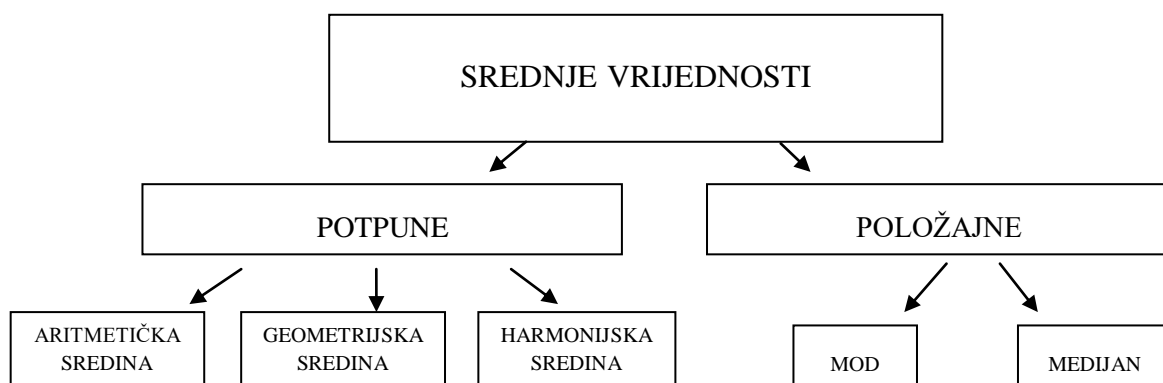 SREDNJE VRIJEDNOSTI
POTPUNE
POLOŽAJNE
ARITMETIČKA
SREDINA
GEOMETRIJSKA
SREDINA
HARMONIJSKA
SREDINA
MOD
MEDIJAN